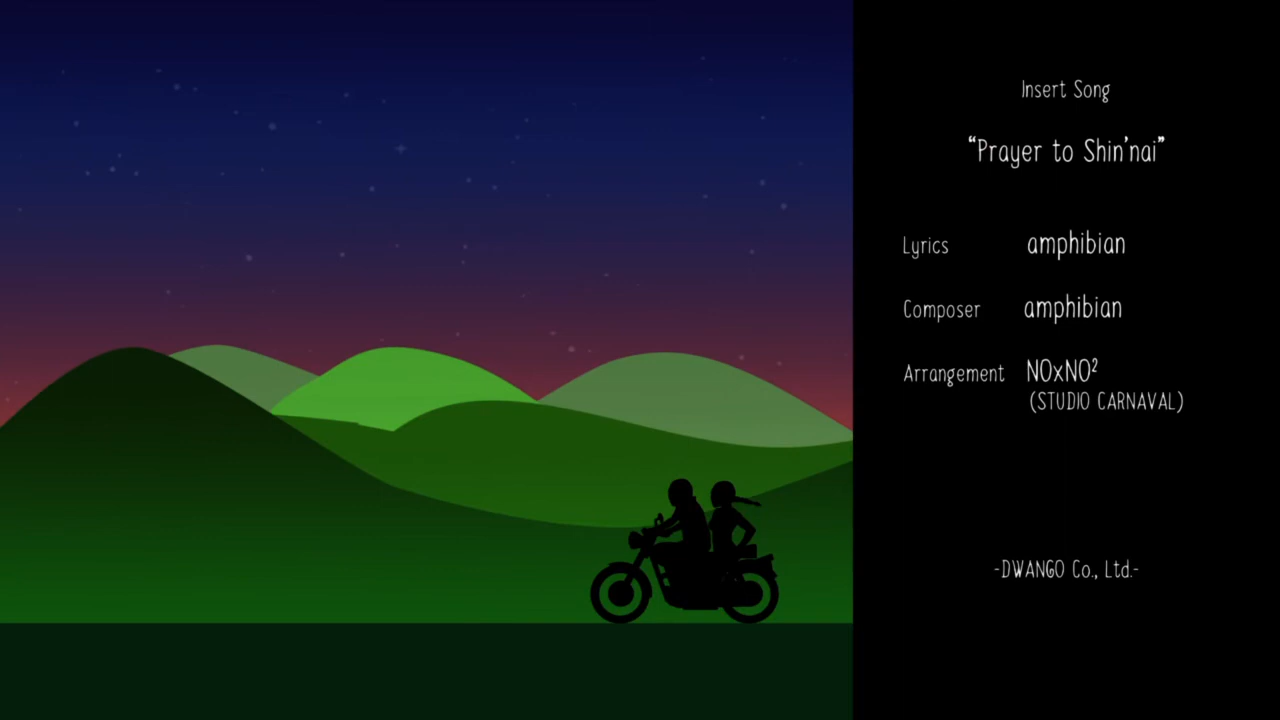 Insert Song
“Prayer to Shin’nai”
Lyrics amphibian
Composer amphibian
Arrangement NOxNO²
(STUDIO CARNAVAL)
-DWANGO Co., Ltd.-